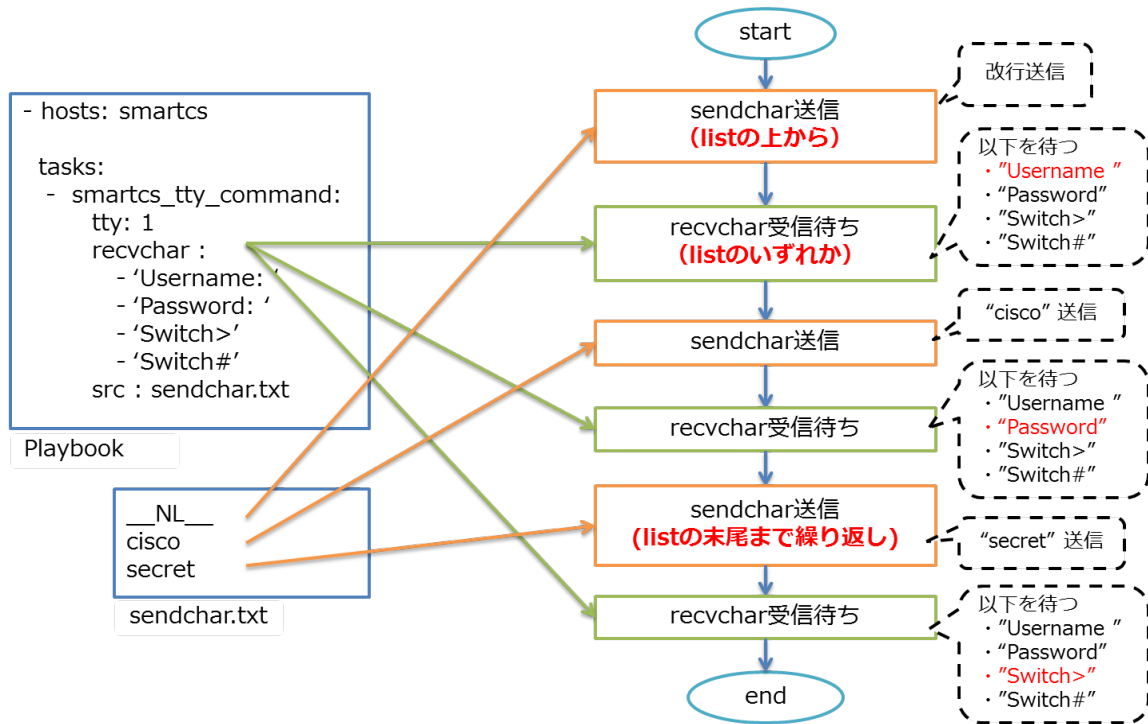 - hosts: smartcs
tasks:
- smartcs_tty_command:
tty: 1
recvchar :
- ‘Username: ‘
- ‘Password: ‘
- ‘Switch>’
- ‘Switch#’
src : sendchar.txt
Playbook
__NL__
cisco
secret
sendchar.txt
start
sendchar送信
（listの上から）
改行送信
recvchar受信待ち
（listのいずれか）
以下を待つ
・”Username ”
・“Password”
・”Switch>”
・”Switch#”
sendchar送信
“cisco” 送信
recvchar受信待ち
以下を待つ
・”Username ”
・“Password”
・”Switch>”
・”Switch#”
sendchar送信
(listの末尾まで繰り返し)
“secret” 送信
recvchar受信待ち
以下を待つ
・”Username ”
・“Password”
・”Switch>”
・”Switch#”
end